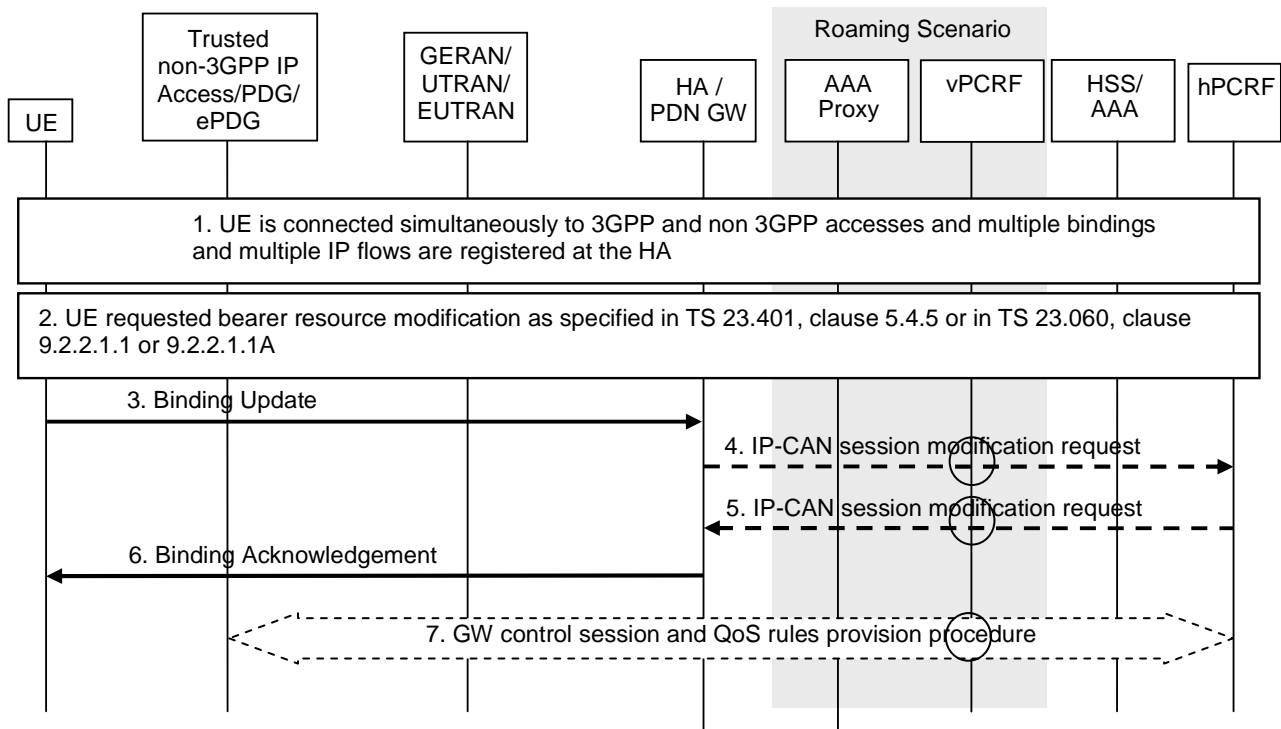 Roaming Scenario
UE
Trusted
non-3GPP IP
Access/PDG/
ePDG
GERAN/
UTRAN/
EUTRAN
HA /
PDN GW
AAA
Proxy
vPCRF
HSS/
AAA
hPCRF
1. UE is connected simultaneously to 3GPP and non 3GPP accesses and multiple bindings
and multiple IP flows are registered at the HA
2. UE requested bearer resource modification as specified in TS 23.401, clause 5.4.5 or in TS 23.060, clause
9.2.2.1.1 or 9.2.2.1.1A
3. Binding Update
4. IP-CAN session modification request
5. IP-CAN session modification request
6. Binding Acknowledgement
7. GW control session and QoS rules provision procedure